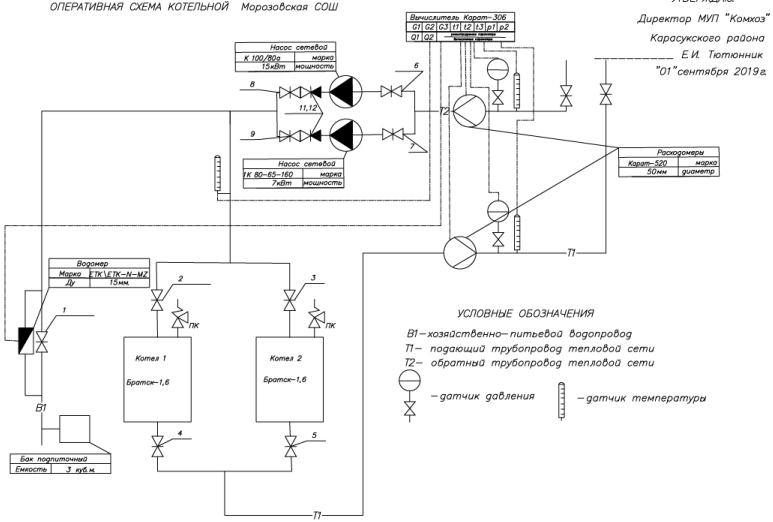 ОПЕРАТИВНАЯ СХЕМА КОТЕЛЬНОЙ Морозовская СОШ
Директор МУП "Комхоз"
Карасукского района
Е.И. Тютюнник
"01" сентября 2019г.
Вычислитель Карат-306
G1 G2 G3 t1 t2 t3 p1 p2
Q1 Q2
Насос сетевой
К 100/80а марка
15кВт мощность
8
6
11,12
9
7
Т2
Насос сетевой
1К 80-65-160 марка
7кВт мощность
Расходомеры
Карат-520 марка
50мм диаметр
Т1
Водомер
Марка ETK\ETK-N-MZ
Ду 15мм.
1
2
3
ПК
ПК
Котел 1
Братск-1,6
Котел 2
Братск-1,6
4
5
В1
Бак подпиточный
Емкость 3 куб.м.
Т1
УСЛОВНЫЕ ОБОЗНАЧЕНИЯ
В1-хозяйственно-питьевой водопровод
Т1- подающий трубопровод тепловой сети
Т2- обратный трубопровод тепловой сети
-датчик давления
-датчик температуры